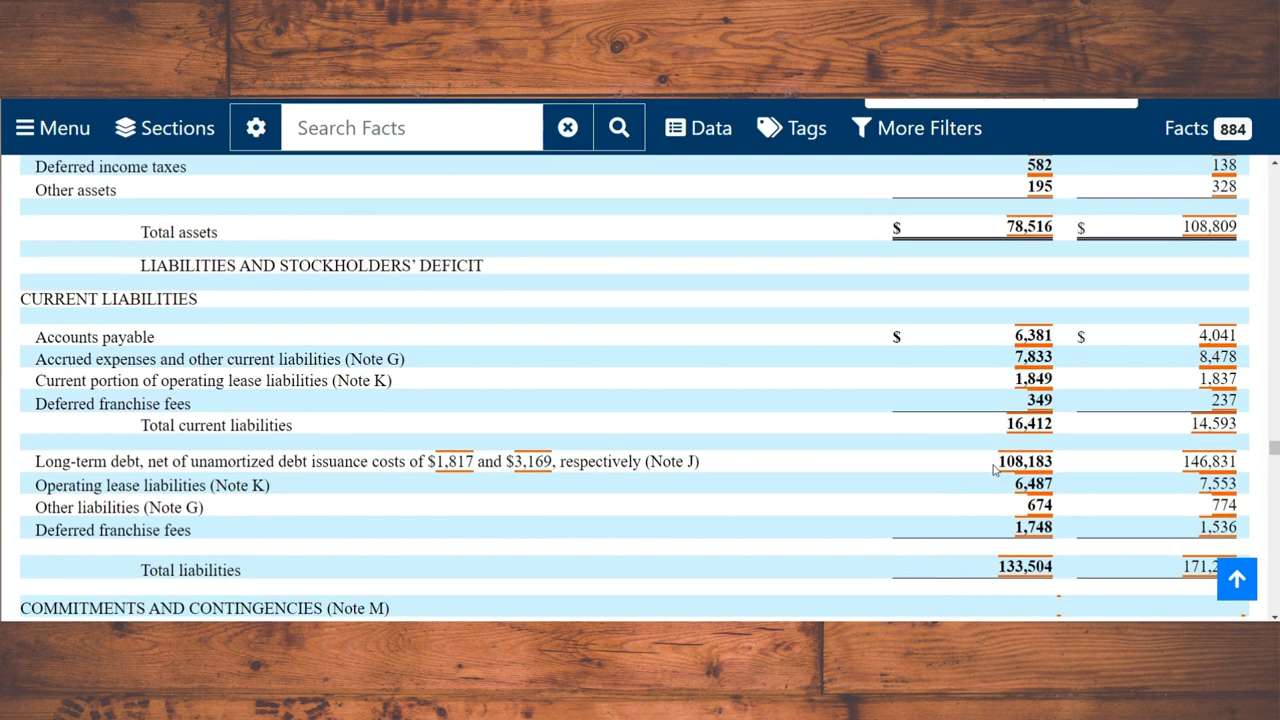 Menu Sections Search Facts Data Tags More Filters Facts 884
Deferred income taxes 582 138
Other assets 195 328
Total assets $ 78,516 $ 108,809
LIABILITIES AND STOCKHOLDERS’ DEFICIT
CURRENT LIABILITIES
Accounts payable $ 6,381 $ 4,041
Accrued expenses and other current liabilities (Note G) 7,833 8,478
Current portion of operating lease liabilities (Note K) 1,849 1,837
Deferred franchise fees 349 237
Total current liabilities 16,412 14,593
Long-term debt, net of unamortized debt issuance costs of $1,817 and $3,169, respectively (Note J) 108,183 146,831
Operating lease liabilities (Note K) 6,487 7,553
Other liabilities (Note G) 674 774
Deferred franchise fees 1,748 1,536
Total liabilities 133,504
COMMITMENTS AND CONTINGENCIES (Note M)